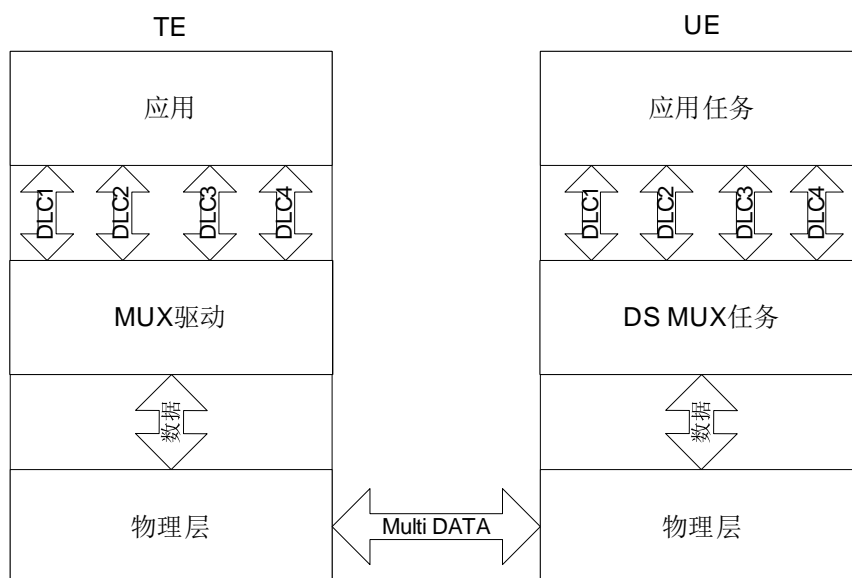 TE UE
应用 应用任务
DLC1 DLC2 DLC3 DLC4 DLC1 DLC2 DLC3 DLC4
MUX驱动 DS MUX任务
数据 数据
物理层 Multi DATA 物理层